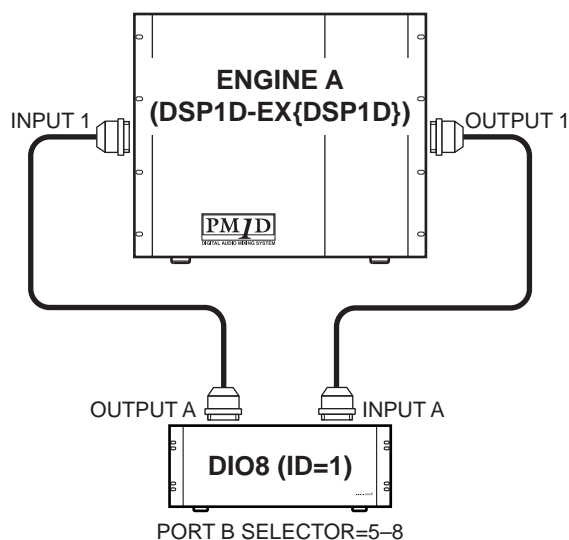 ENGINE A
(DSP1D-EX{DSP1D})
INPUT 1
OUTPUT 1
PM1D
DIGITAL AUDIO MIXING SYSTEM
OUTPUT A
INPUT A
DIO8 (ID=1)
PORT B SELECTOR=5–8